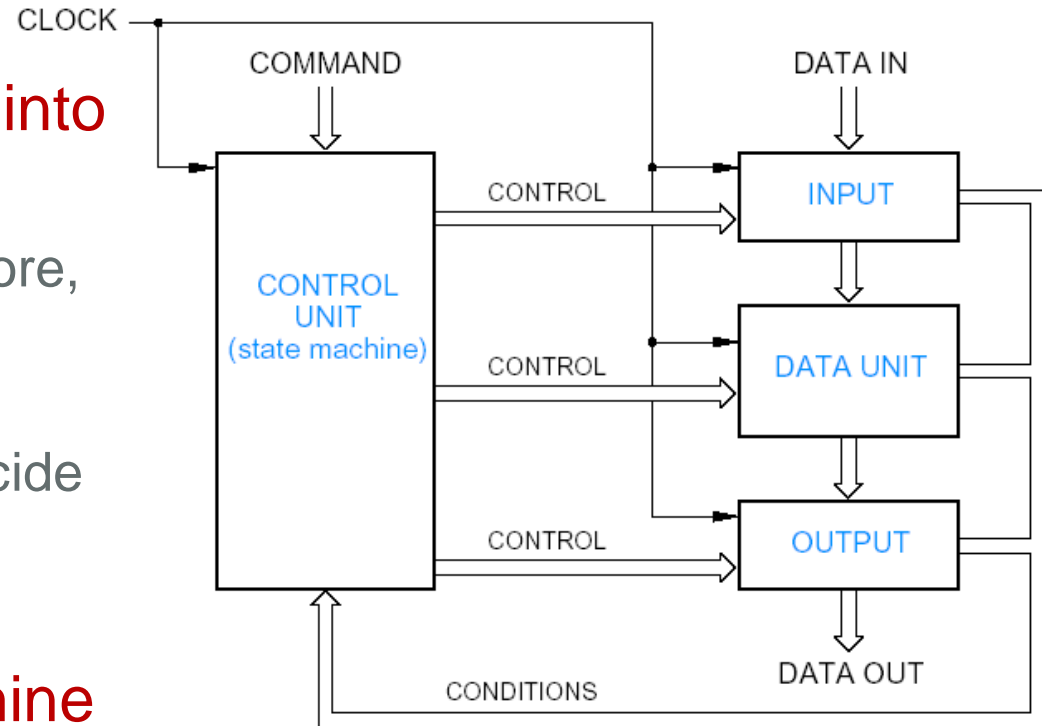 CLOCK
COMMAND
DATA IN
into
CONTROL
INPUT
ore,
CONTROL
UNIT
(state machine)
CONTROL
DATA UNIT
cide
CONTROL
OUTPUT
DATA OUT
CONDITIONS
hine